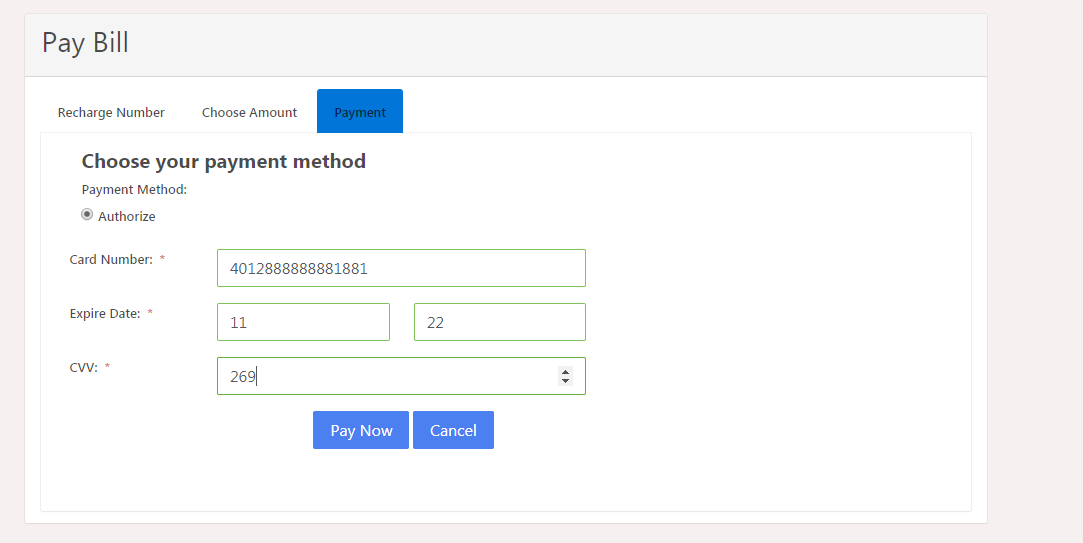 Pay Bill
Recharge Number Choose Amount Payment
Choose your payment method
Payment Method:
Authorize
Card Number: * 4012888888881881
Expire Date: * 11 22
CVV: * 269
Pay Now Cancel